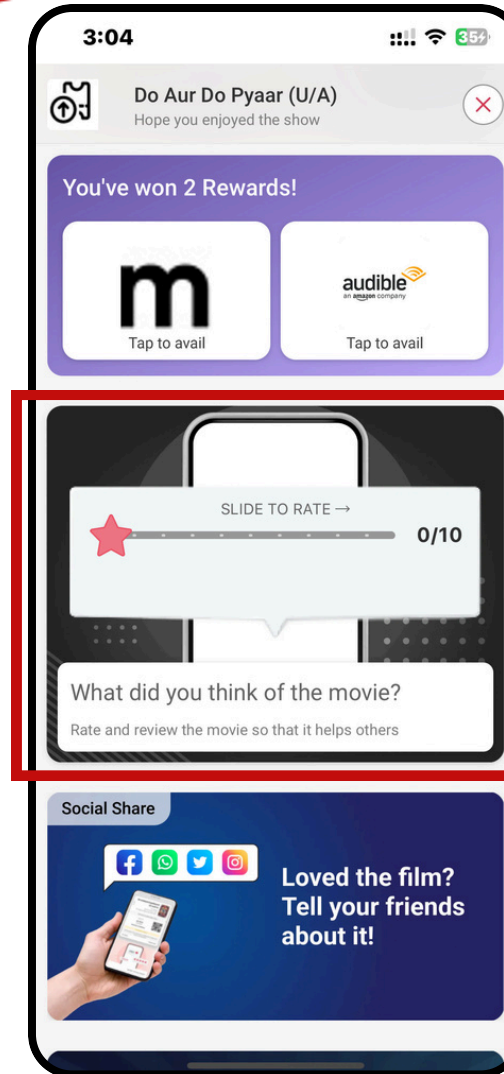 3:04
35
Do Aur Do Pyaar (U/A)
Hope you enjoyed the show
You've won 2 Rewards!
m
audible
an amazon company
Tap to avail
Tap to avail
SLIDE TO RATE →
0/10
What did you think of the movie?
Rate and review the movie so that it helps others
Social Share
Loved the film?
Tell your friends
about it!